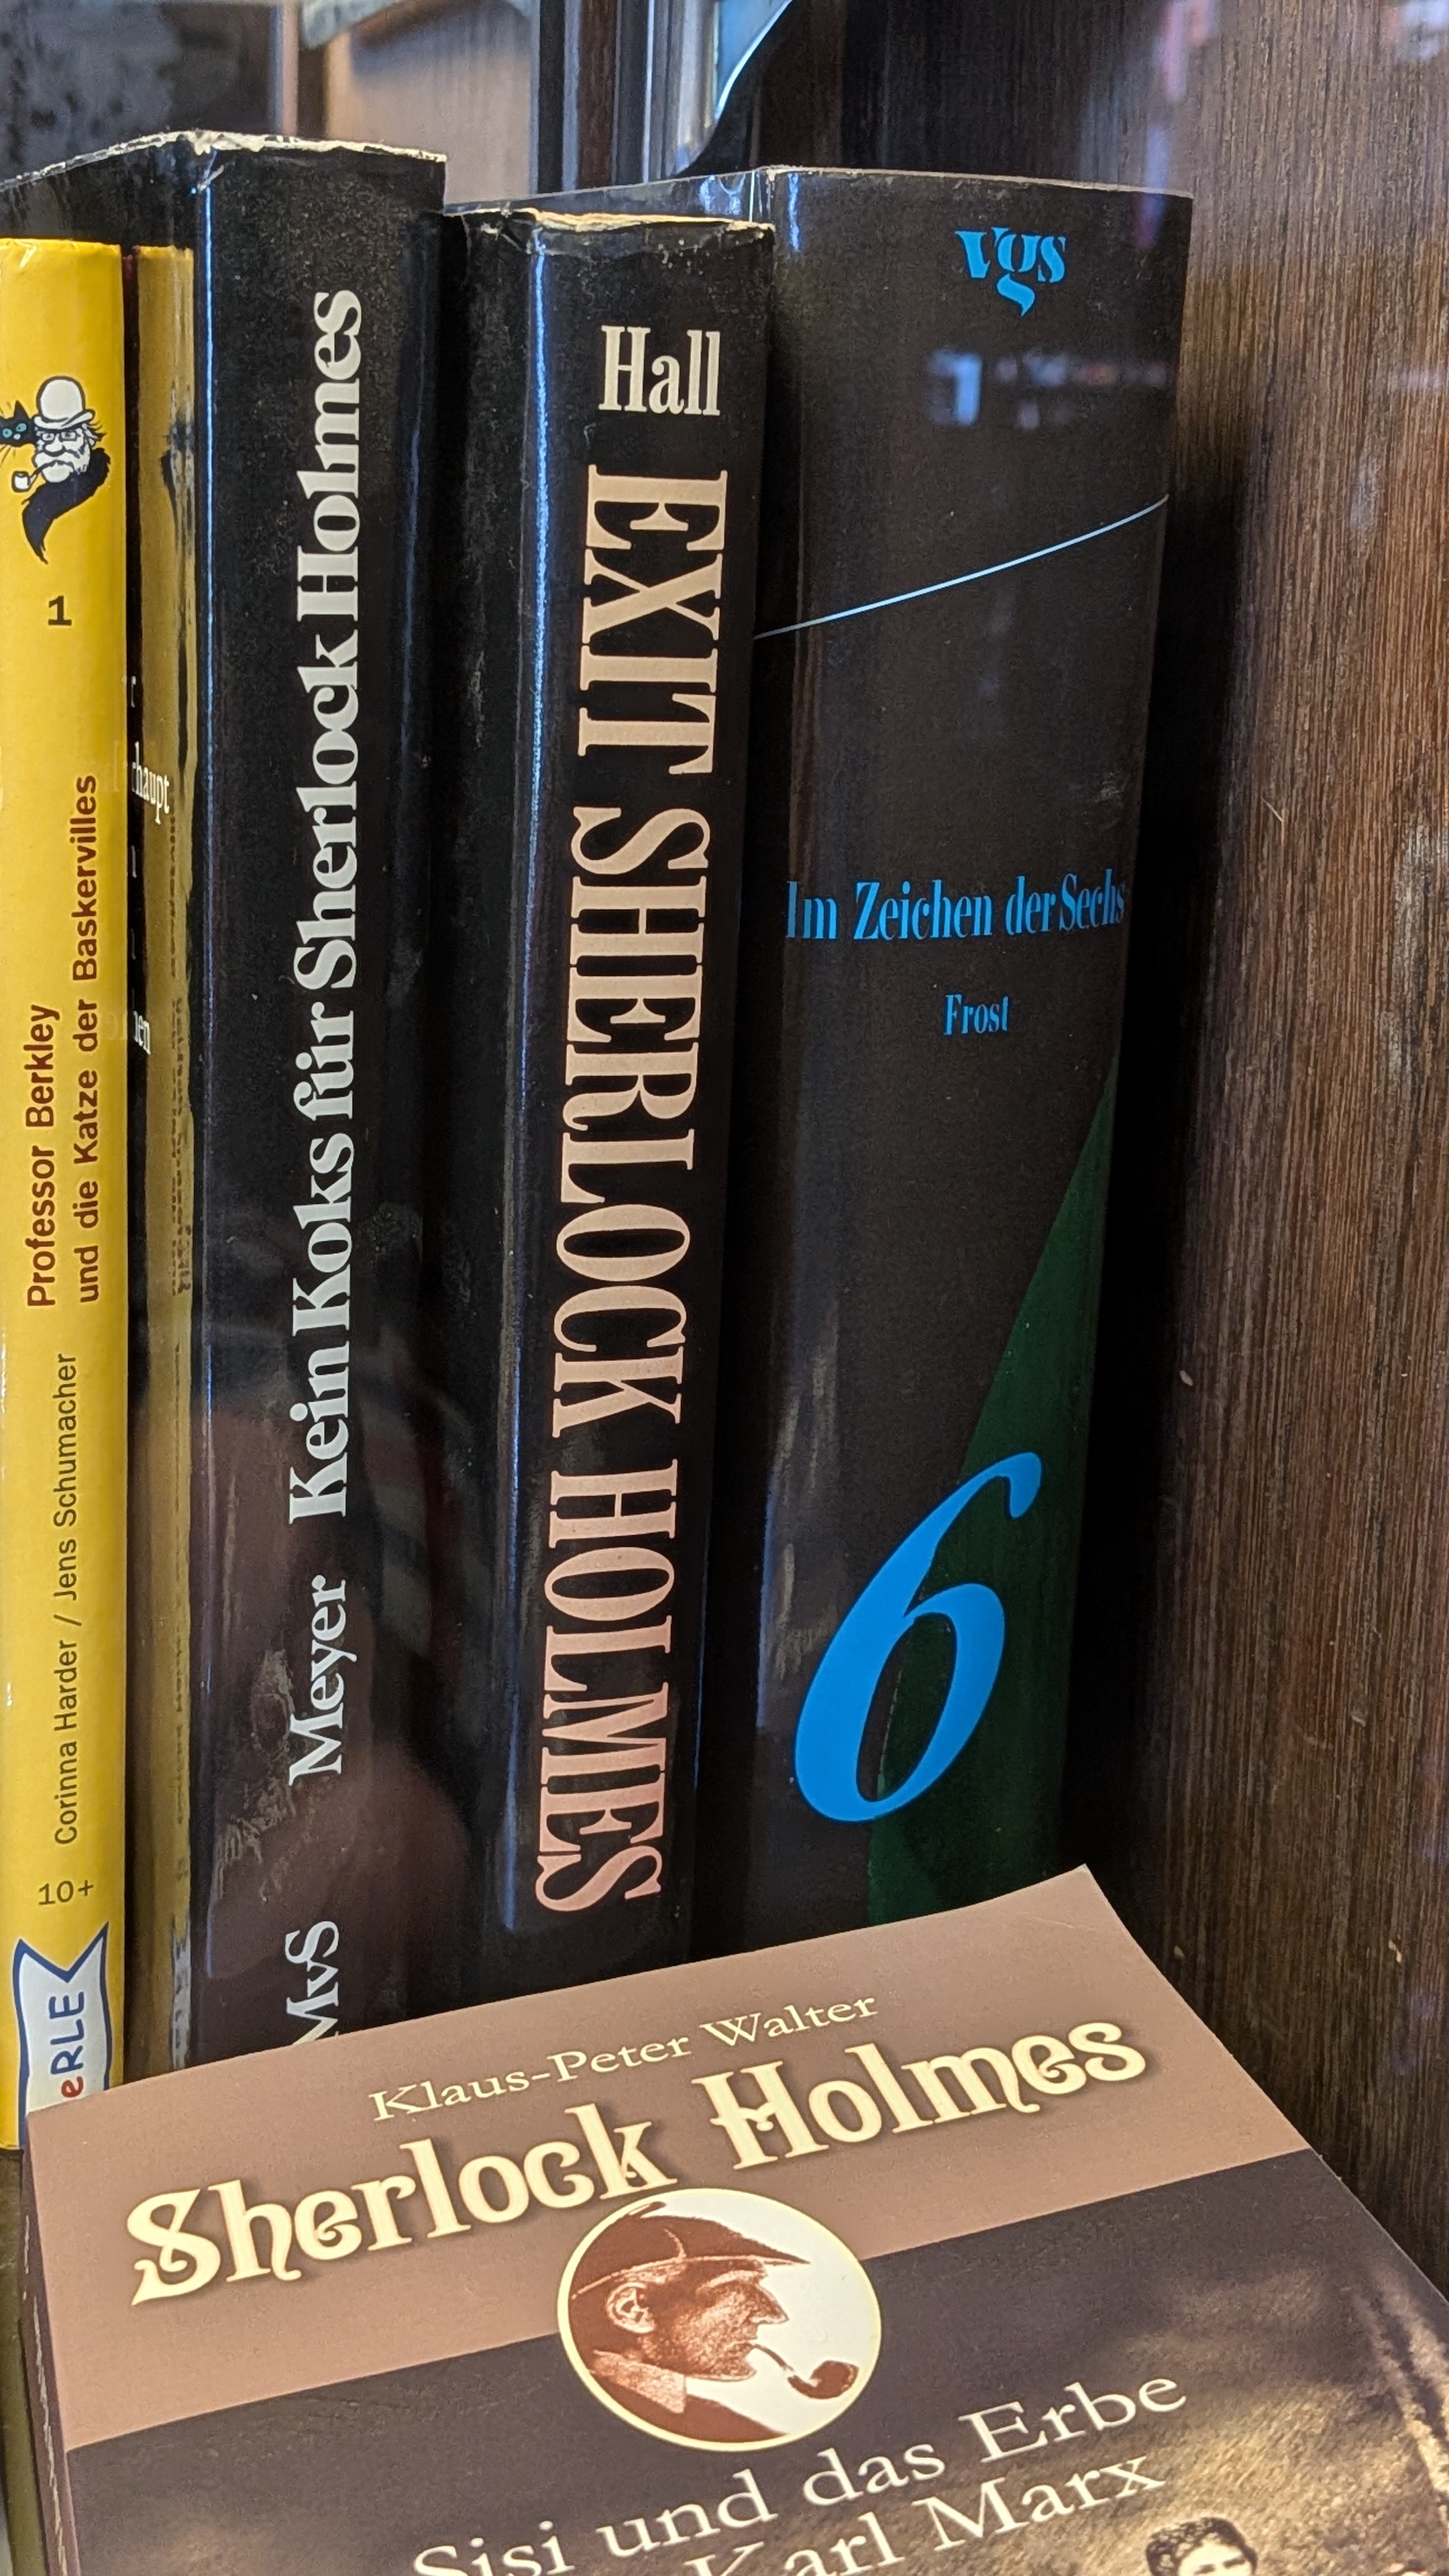 1
Professor Berkley
und die Katze der Baskervilles
Corinna Harder / Jens Schumacher
10+
Meyer Kein Koks für Sherlock Holmes
MvS
Hall
EXIT SHERLOCK HOLMES
vgs
Im Zeichen der Sechs
Frost
6
Klaus-Peter Walter
Sherlock Holmes
Sisi und das Erbe
Karl Marx